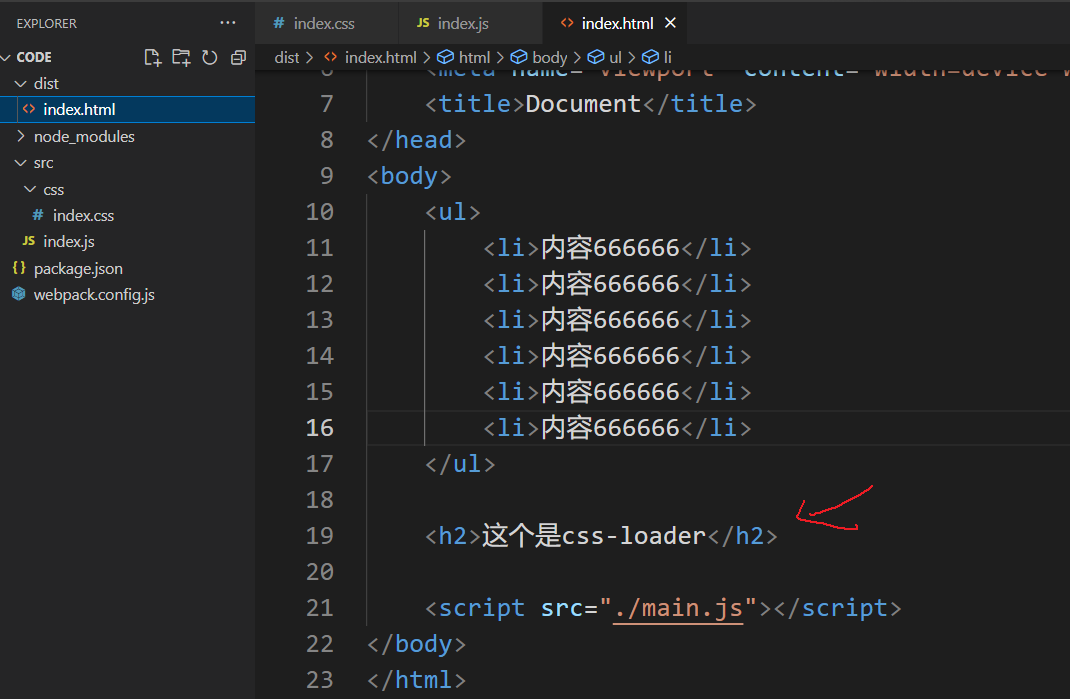 EXPLORER
CODE
dist
index.html
node_modules
src
css
# index.css
JS index.js
{} package.json
webpack.config.js
# index.css JS index.js <> index.html
dist > <> index.html > html > body > ul > li
6 <meta name="viewport" content="width=device-w
7 <title>Document</title>
8 </head>
9 <body>
10 <ul>
11 <li>内容666666</li>
12 <li>内容666666</li>
13 <li>内容666666</li>
14 <li>内容666666</li>
15 <li>内容666666</li>
16 <li>内容666666</li>
17 </ul>
18
19 <h2>这个是css-loader</h2>
20
21 <script src="./main.js"></script>
22 </body>
23 </html>